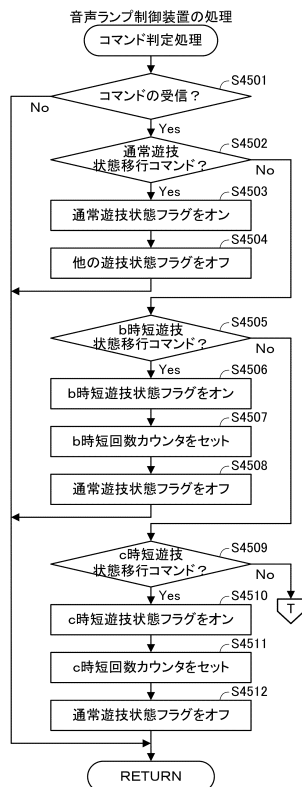 音声ランプ制御装置の処理
コマンド判定処理
S4501
コマンドの受信?
No
Yes
S4502
通常遊技
状態移行コマンド?
Yes
No
S4503
通常遊技状態フラグをオン
S4504
他の遊技状態フラグをオフ
S4505
b時短遊技
状態移行コマンド?
Yes
No
S4506
b時短遊技状態フラグをオン
S4507
b時短回数カウンタをセット
S4508
通常遊技状態フラグをオフ
S4509
c時短遊技
状態移行コマンド?
Yes
No
T
S4510
c時短遊技状態フラグをオン
S4511
c時短回数カウンタをセット
S4512
通常遊技状態フラグをオフ
RETURN